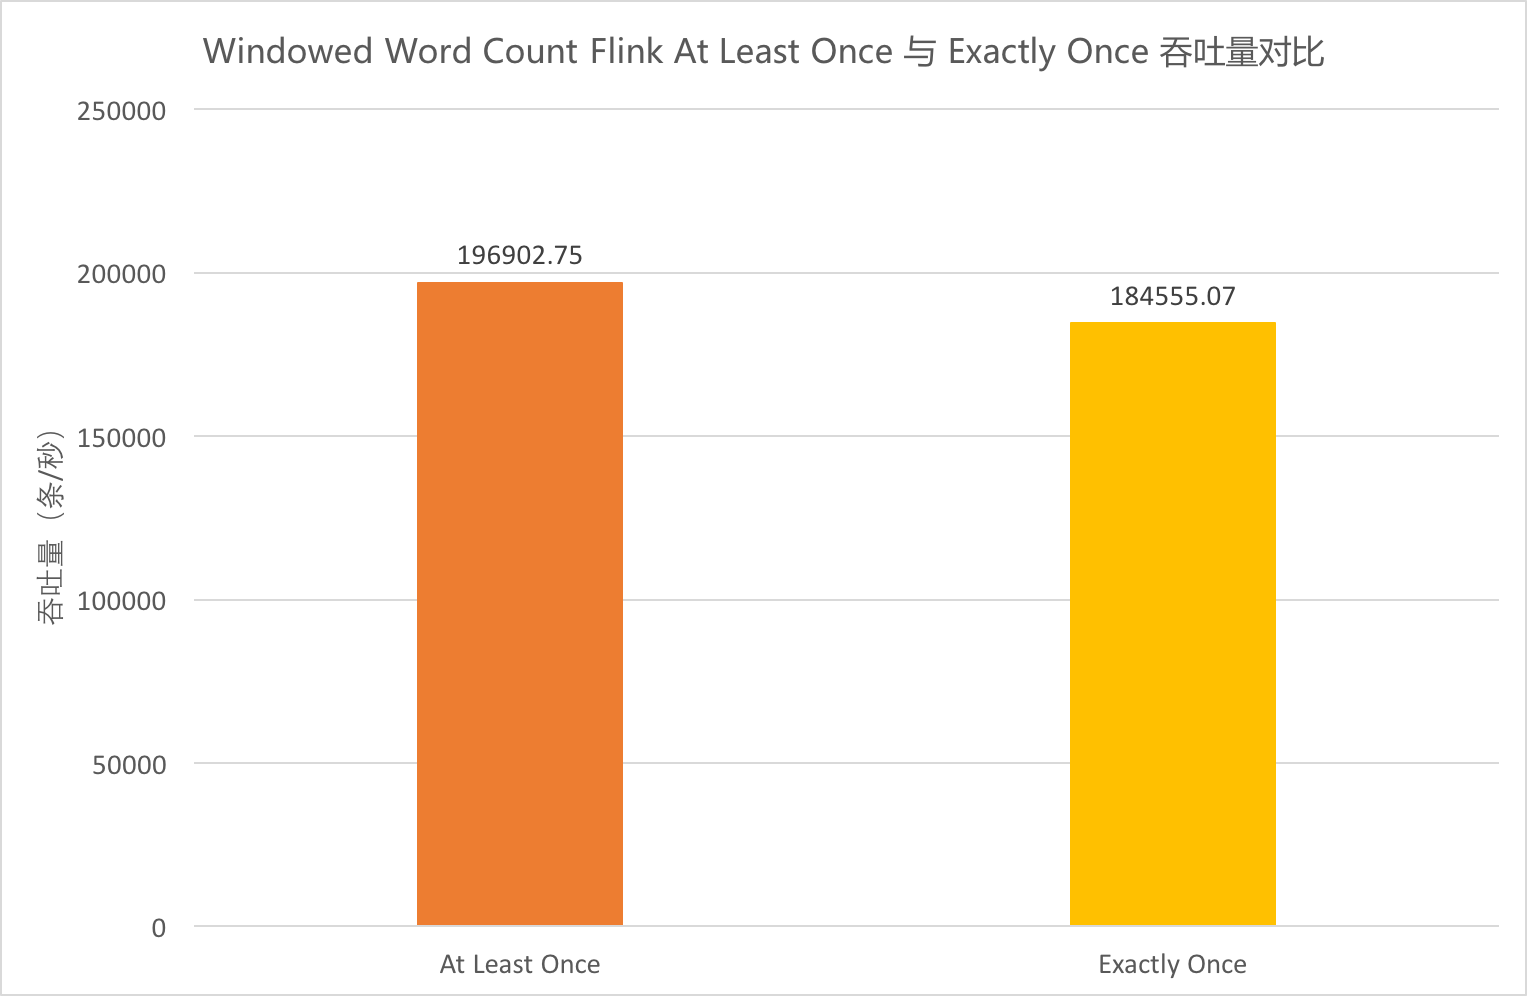 Windowed Word Count Flink At Least Once 与 Exactly Once 吞吐量对比
吞吐量（条/秒）
250000
200000
150000
100000
50000
0
196902.75
184555.07
At Least Once
Exactly Once